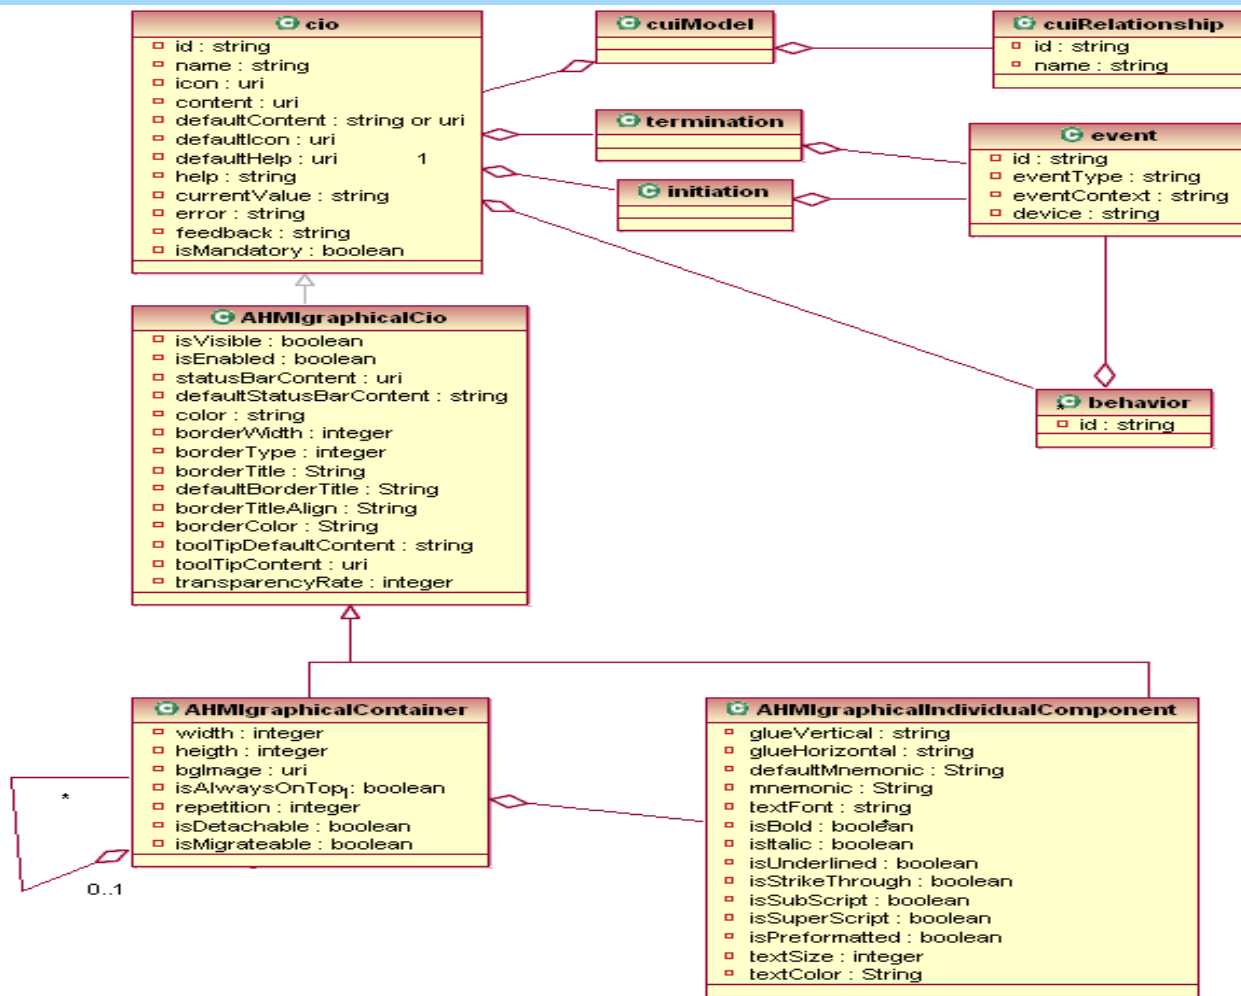 cio
id : string
name : string
icon : uri
content : uri
defaultContent : string or uri
defaultIcon : uri
defaultHelp : uri
1
help : string
currentValue : string
error : string
feedback : string
isMandatory : boolean
cuiModel
cuiRelationship
id : string
name : string
termination
initiation
event
id : string
eventType : string
eventContext : string
device : string
behavior
id : string
AHMIgraphicalCio
isVisible : boolean
isEnabled : boolean
statusBarContent : uri
defaultStatusBarContent : string
color : string
borderWidth : integer
borderType : integer
borderTitle : String
defaultBorderTitle : String
borderTitleAlign : String
borderColor : String
toolTipDefaultContent : string
toolTipContent : uri
transparencyRate : integer
AHMIgraphicalContainer
width : integer
heigth : integer
bgImage : uri
isAlwaysOnTop : boolean
1
repetition : integer
isDetachable : boolean
isMigrateable : boolean
*
0..1
AHMIgraphicalIndividualComponent
glueVertical : string
glueHorizontal : string
defaultMnemonic : String
mnemonic : String
textFont : string
isBold : boolean
*
isItalic : boolean
isUnderlined : boolean
isStrikeThrough : boolean
isSubScript : boolean
isSuperScript : boolean
isPreformatted : boolean
textSize : integer
textColor : String